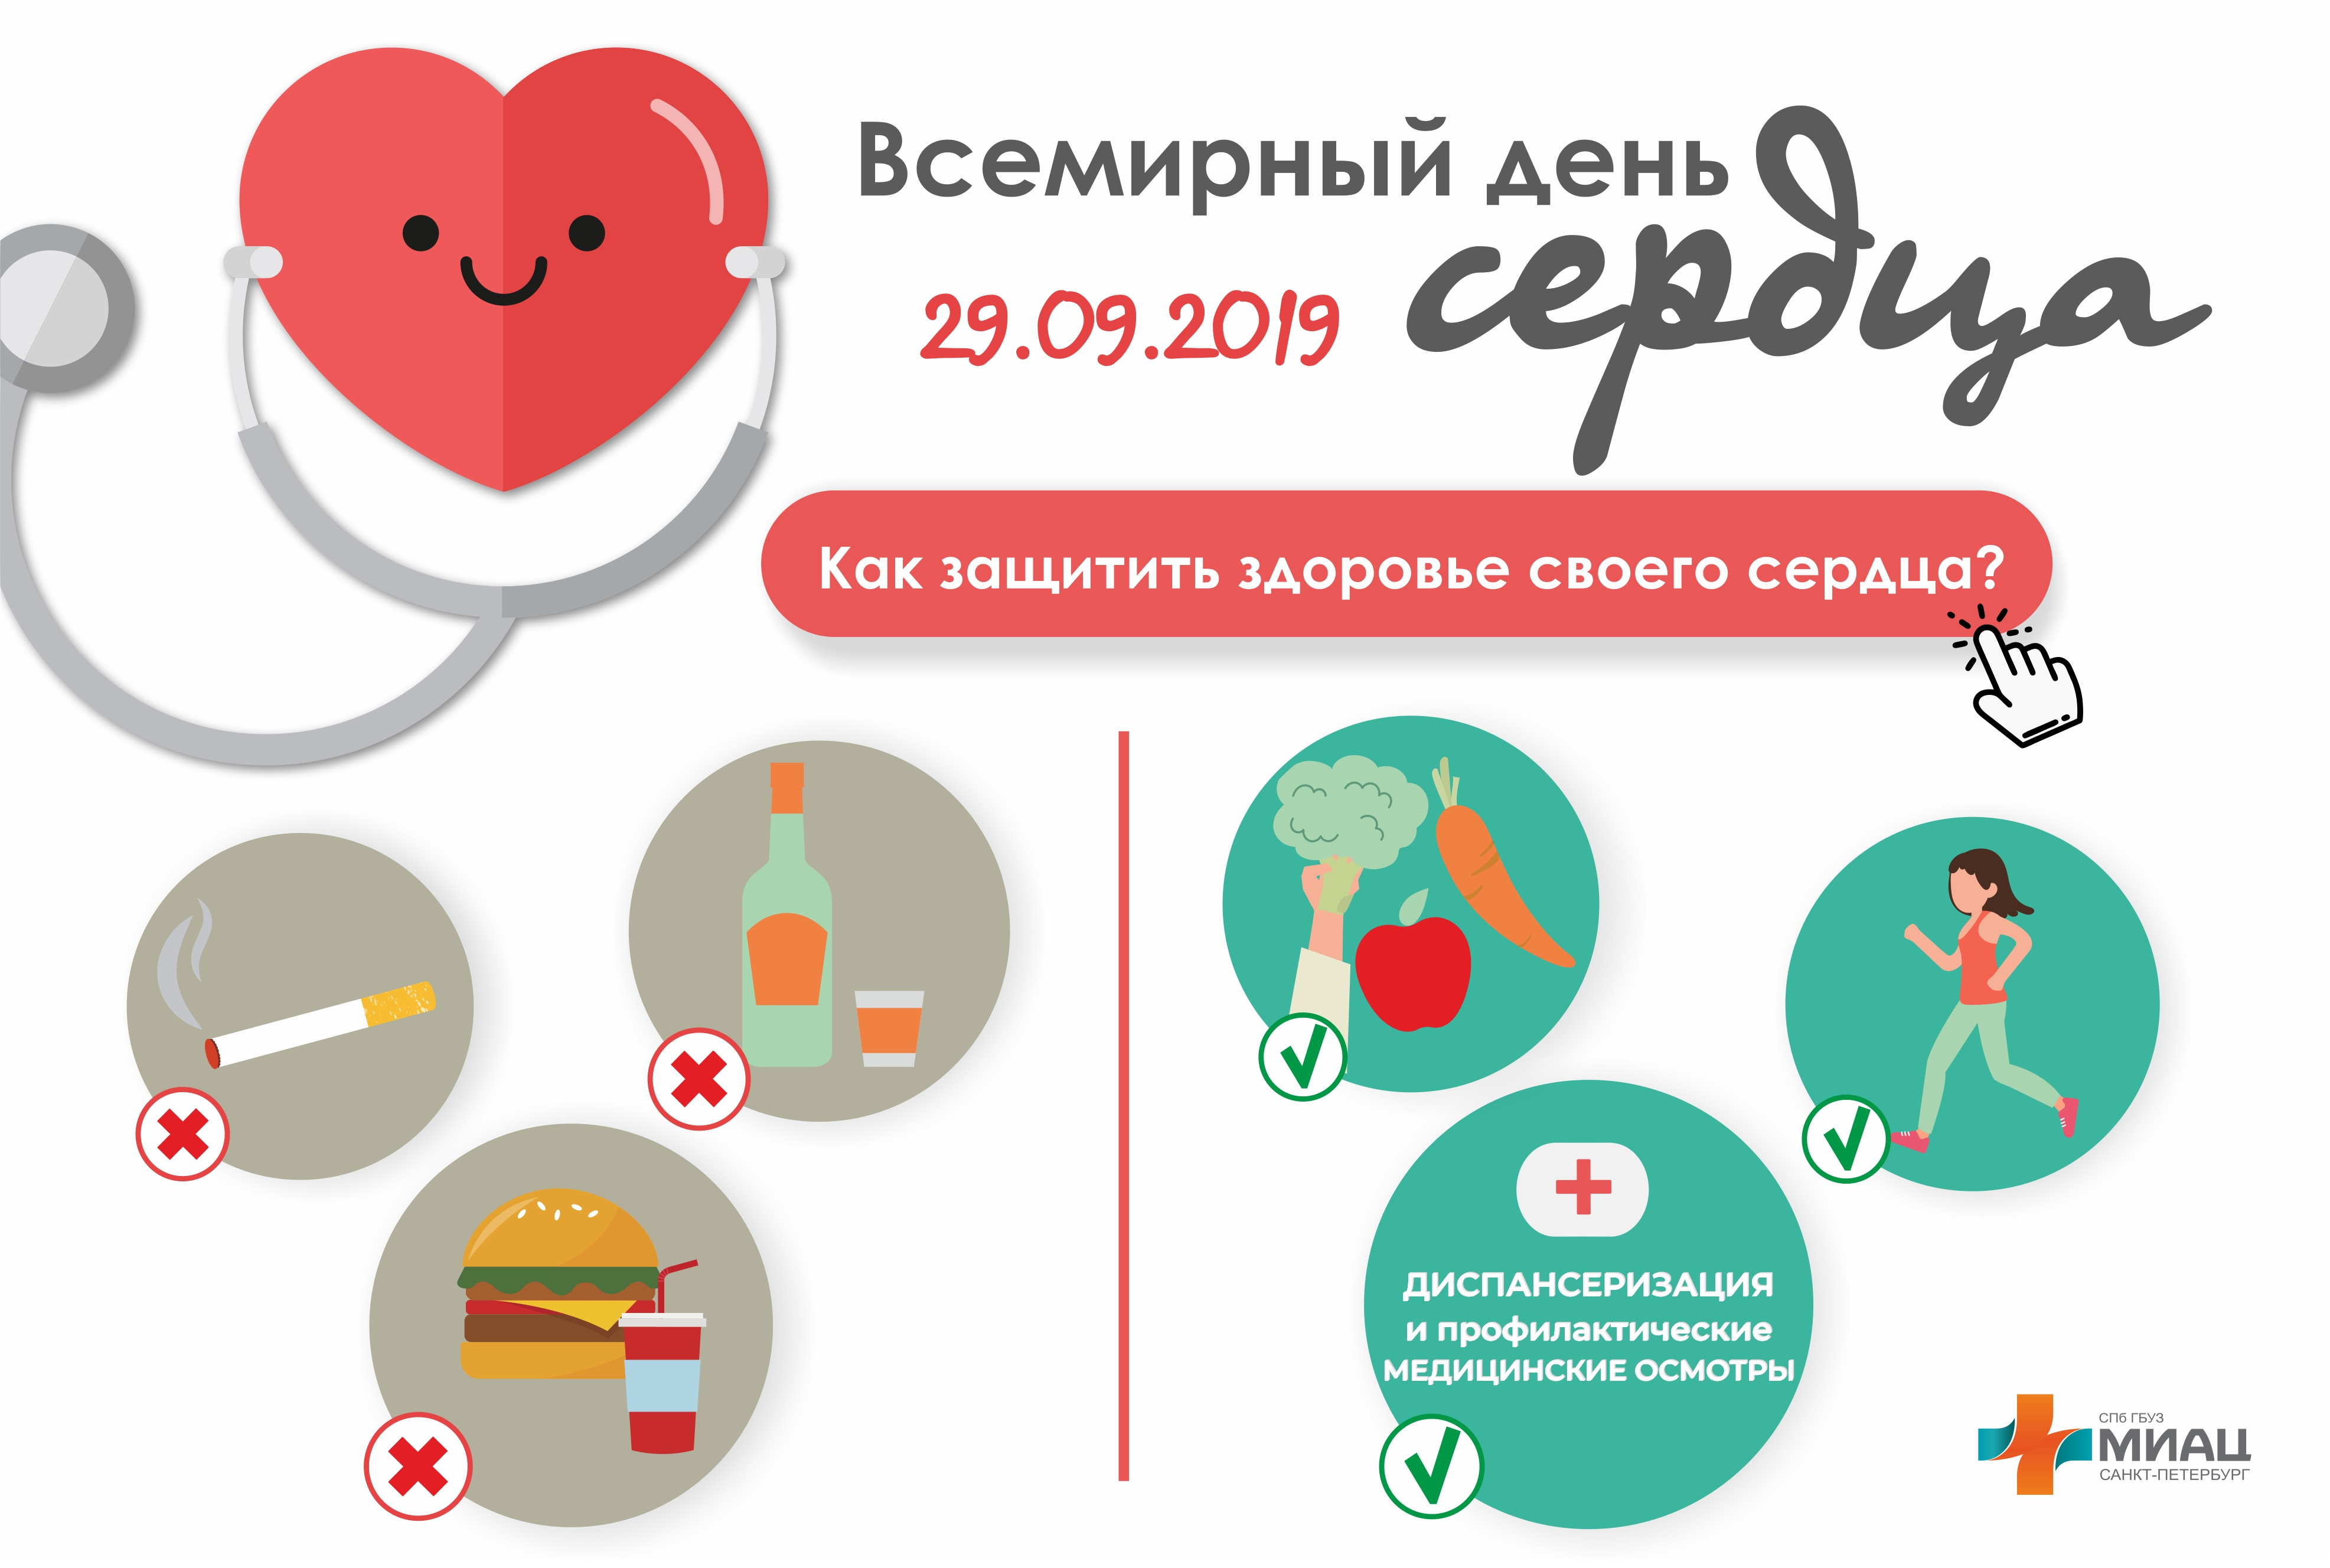 Всемирный день
сердца
29.09.2019
Как защитить здоровье своего сердца?
ДИСПАНСЕРИЗАЦИЯ
и профилактические
МЕДИЦИНСКИЕ ОСМОТРЫ
СПб ГБУЗ
МИАЦ
САНКТ-ПЕТЕРБУРГ